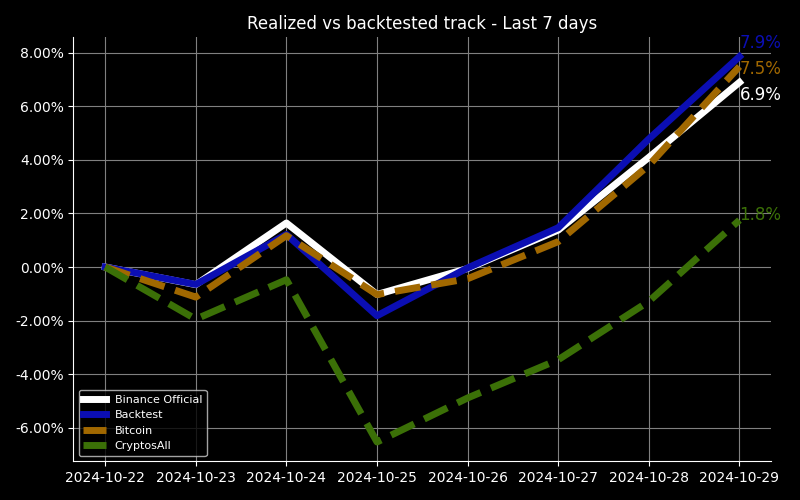 Realized vs backtested track - Last 7 days
8.00%
6.00%
4.00%
2.00%
0.00%
-2.00%
-4.00%
-6.00%
7.9%
7.5%
6.9%
1.8%
Binance Official
Backtest
Bitcoin
CryptosAll
2024-10-22 2024-10-23 2024-10-24 2024-10-25 2024-10-26 2024-10-27 2024-10-28 2024-10-29